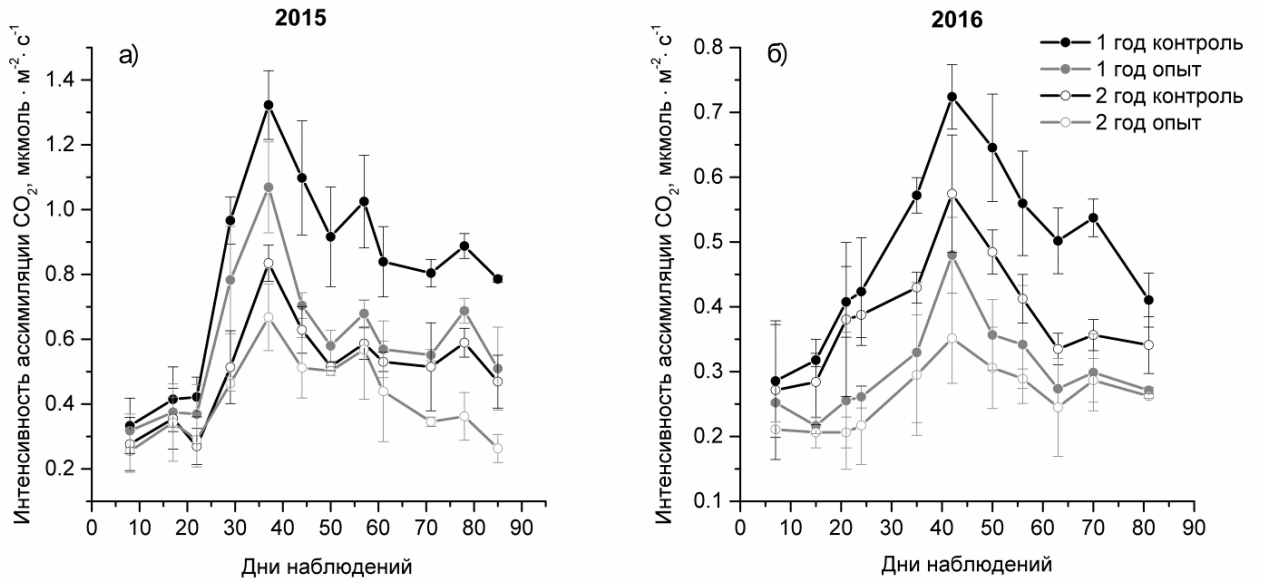 2015
а)
Интенсивность ассимиляции CO2, мкмоль · м-2· с-1
1.4
1.2
1.0
0.8
0.6
0.4
0.2
0 10 20 30 40 50 60 70 80 90
Дни наблюдений
2016
б)
1 год контроль
1 год опыт
2 год контроль
2 год опыт
Интенсивность ассимиляции CO2, мкмоль · м-2· с-1
0.8
0.7
0.6
0.5
0.4
0.3
0.2
0.1
0 10 20 30 40 50 60 70 80 90
Дни наблюдений